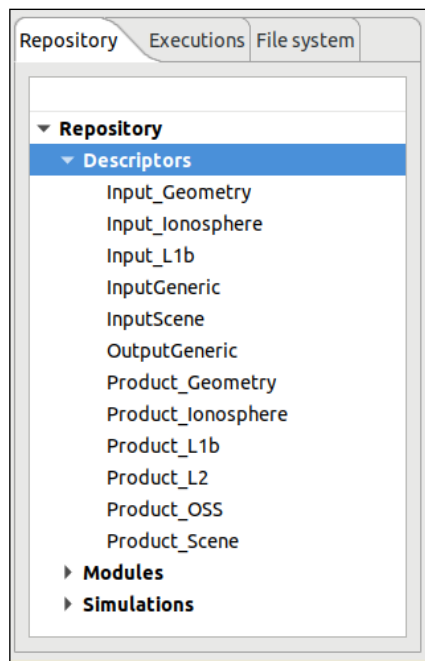 Repository Executions File system
Repository
Descriptors
Input_Geometry
Input_Ionosphere
Input_L1b
InputGeneric
InputScene
OutputGeneric
Product_Geometry
Product_Ionosphere
Product_L1b
Product_L2
Product_OSS
Product_Scene
Modules
Simulations